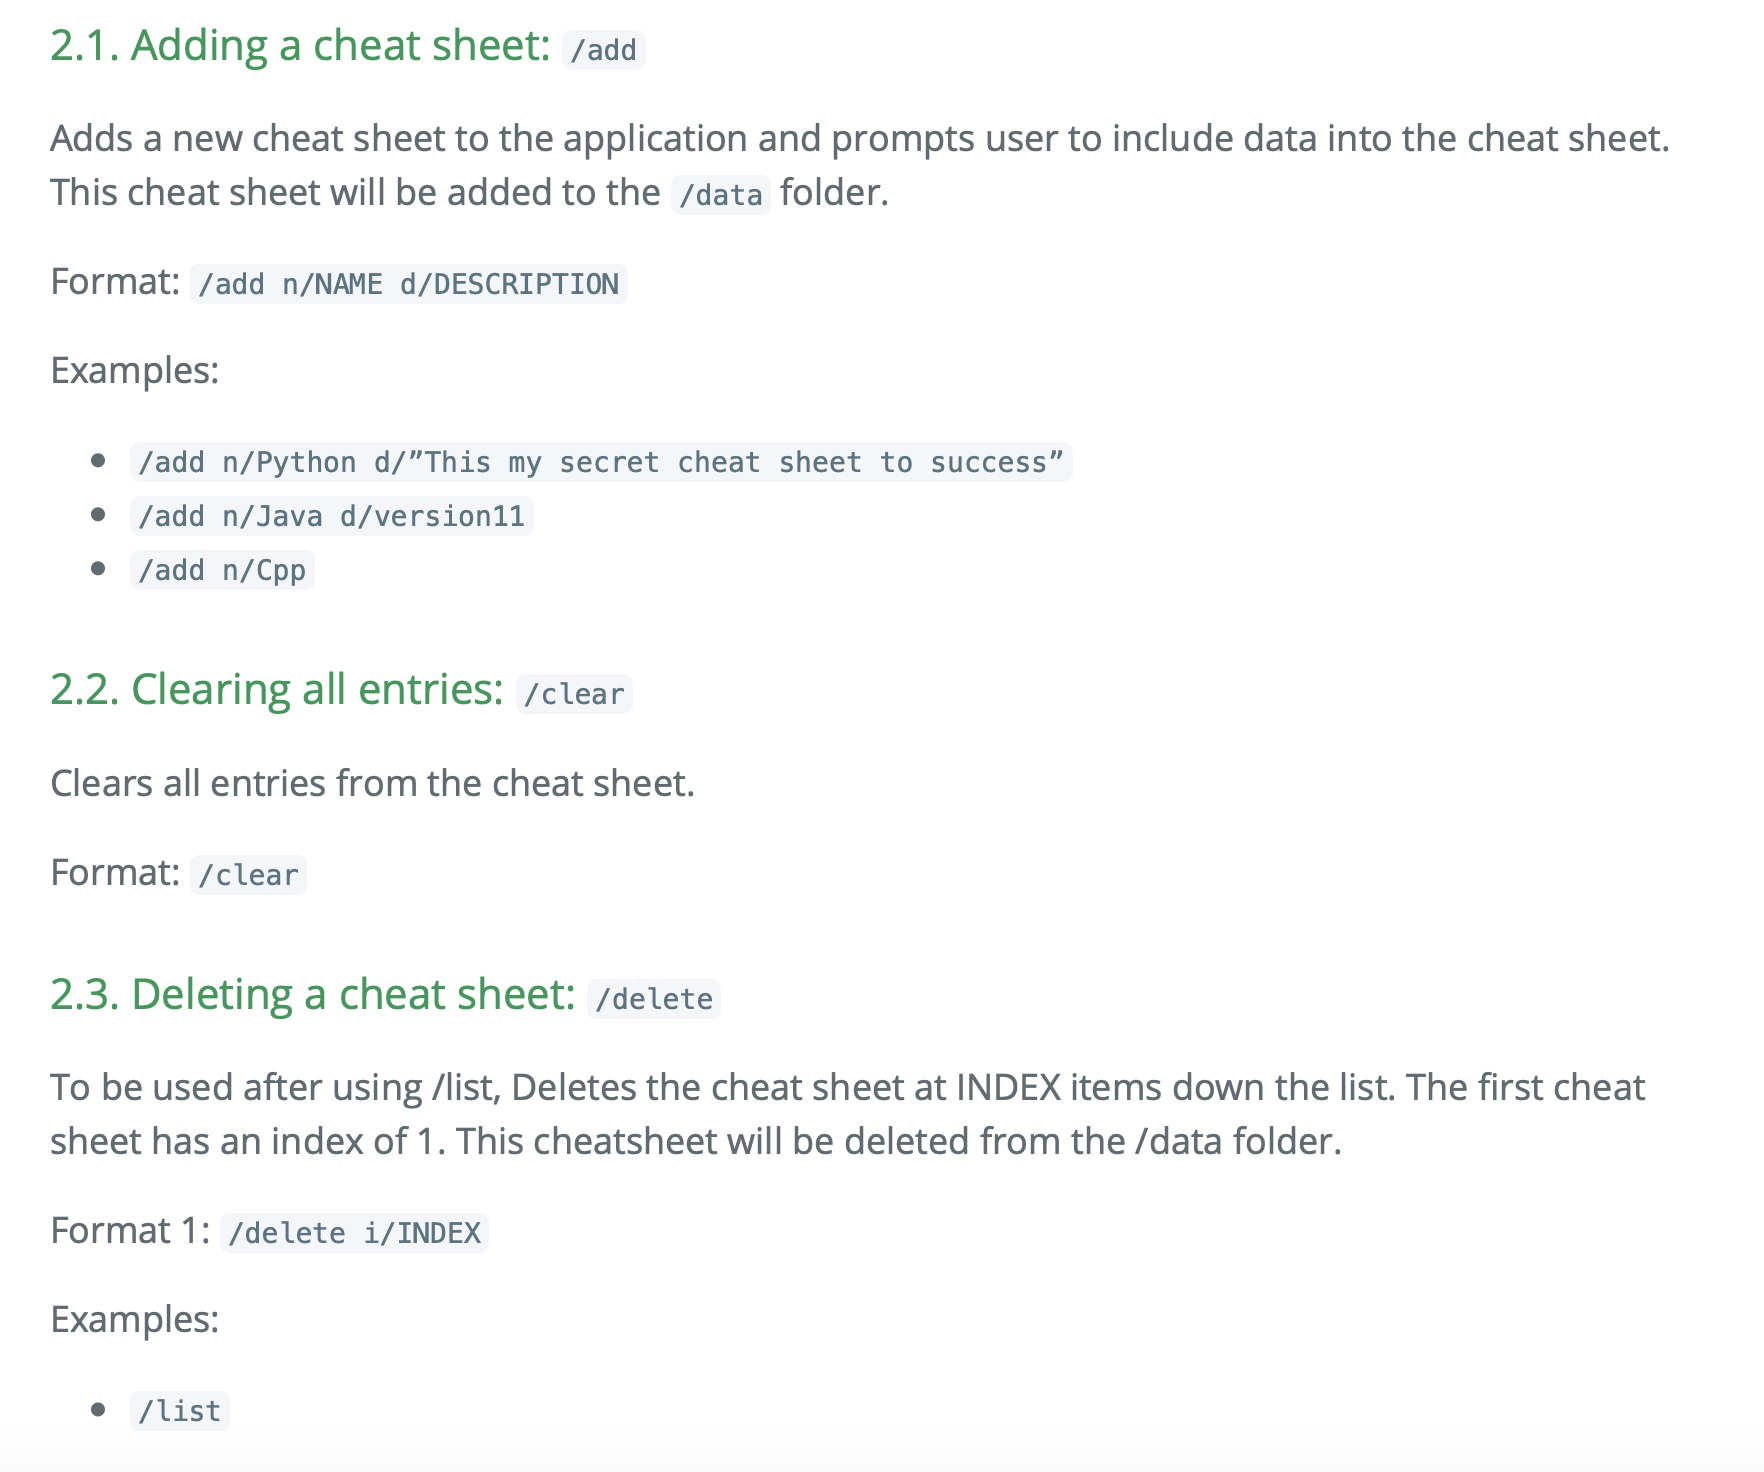 2.1. Adding a cheat sheet: /add
Adds a new cheat sheet to the application and prompts user to include data into the cheat sheet.
This cheat sheet will be added to the /data folder.
Format: /add n/NAME d/DESCRIPTION
Examples:
• /add n/Python d/”This my secret cheat sheet to success”
• /add n/Java d/version11
• /add n/Cpp
2.2. Clearing all entries: /clear
Clears all entries from the cheat sheet.
Format: /clear
2.3. Deleting a cheat sheet: /delete
To be used after using /list, Deletes the cheat sheet at INDEX items down the list. The first cheat
sheet has an index of 1. This cheatsheet will be deleted from the /data folder.
Format 1: /delete i/INDEX
Examples:
• /list